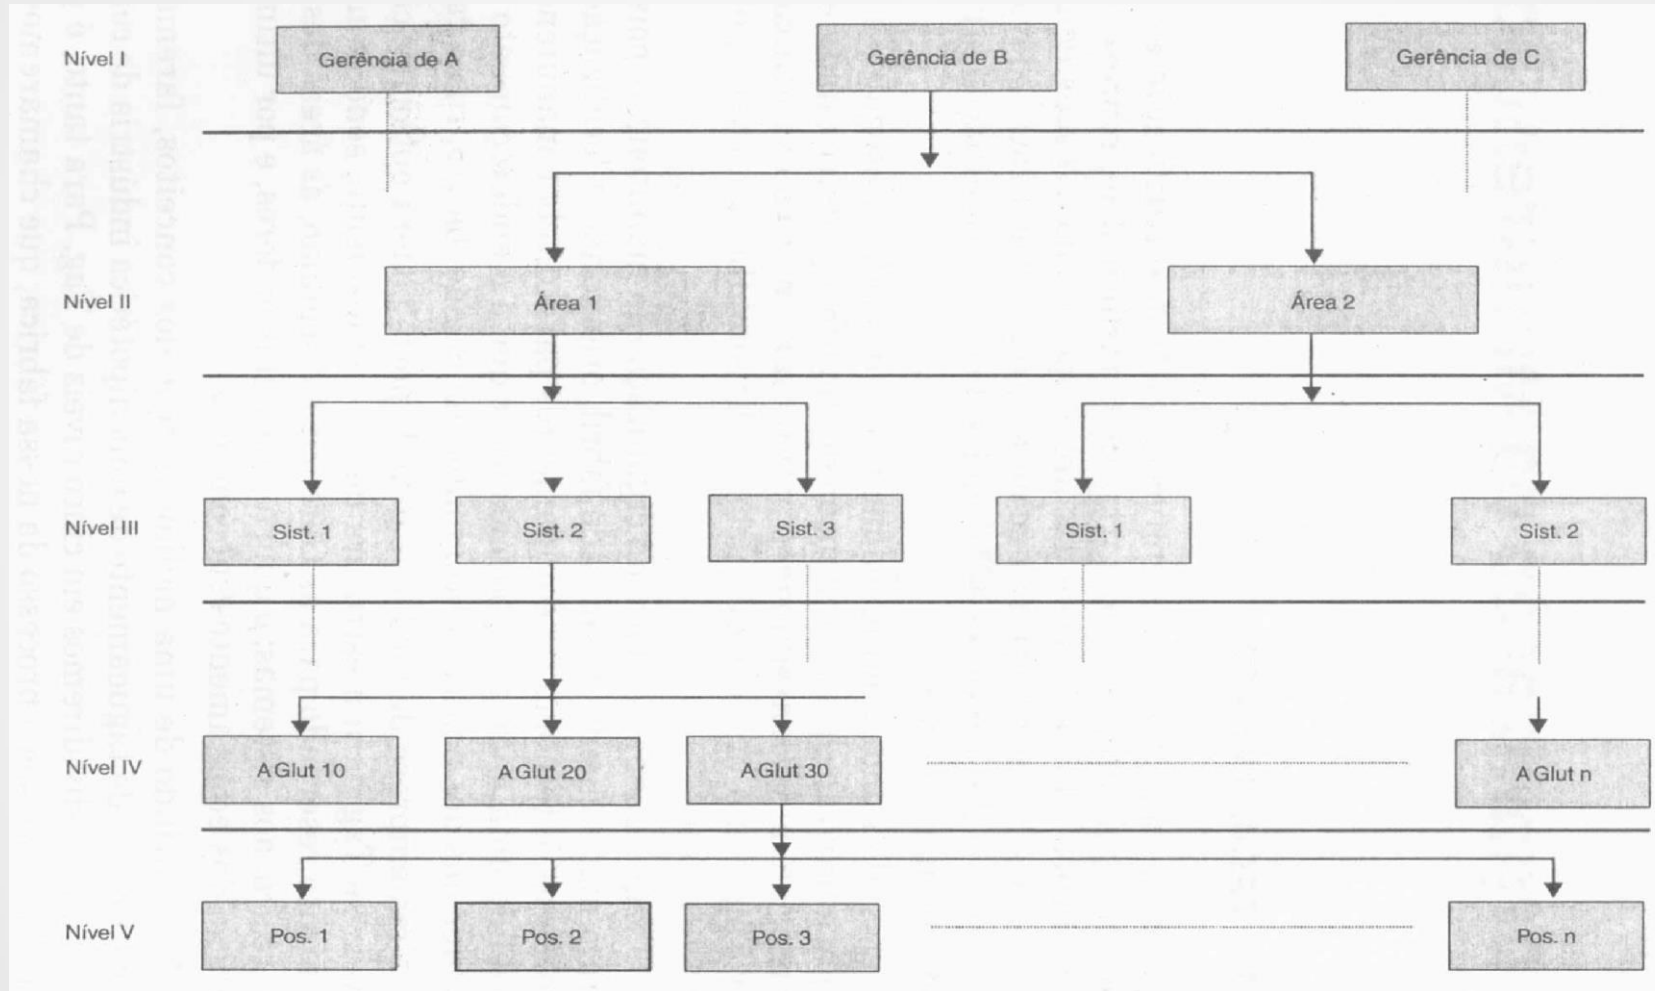 Nível I
Gerência de A
Gerência de B
Gerência de C
Nível II
Área 1
Área 2
Nível III
Sist. 1
Sist. 2
Sist. 3
Sist. 1
Sist. 2
Nível IV
A Glut 10
A Glut 20
A Glut 30
A Glut n
Nível V
Pos. 1
Pos. 2
Pos. 3
Pos. n